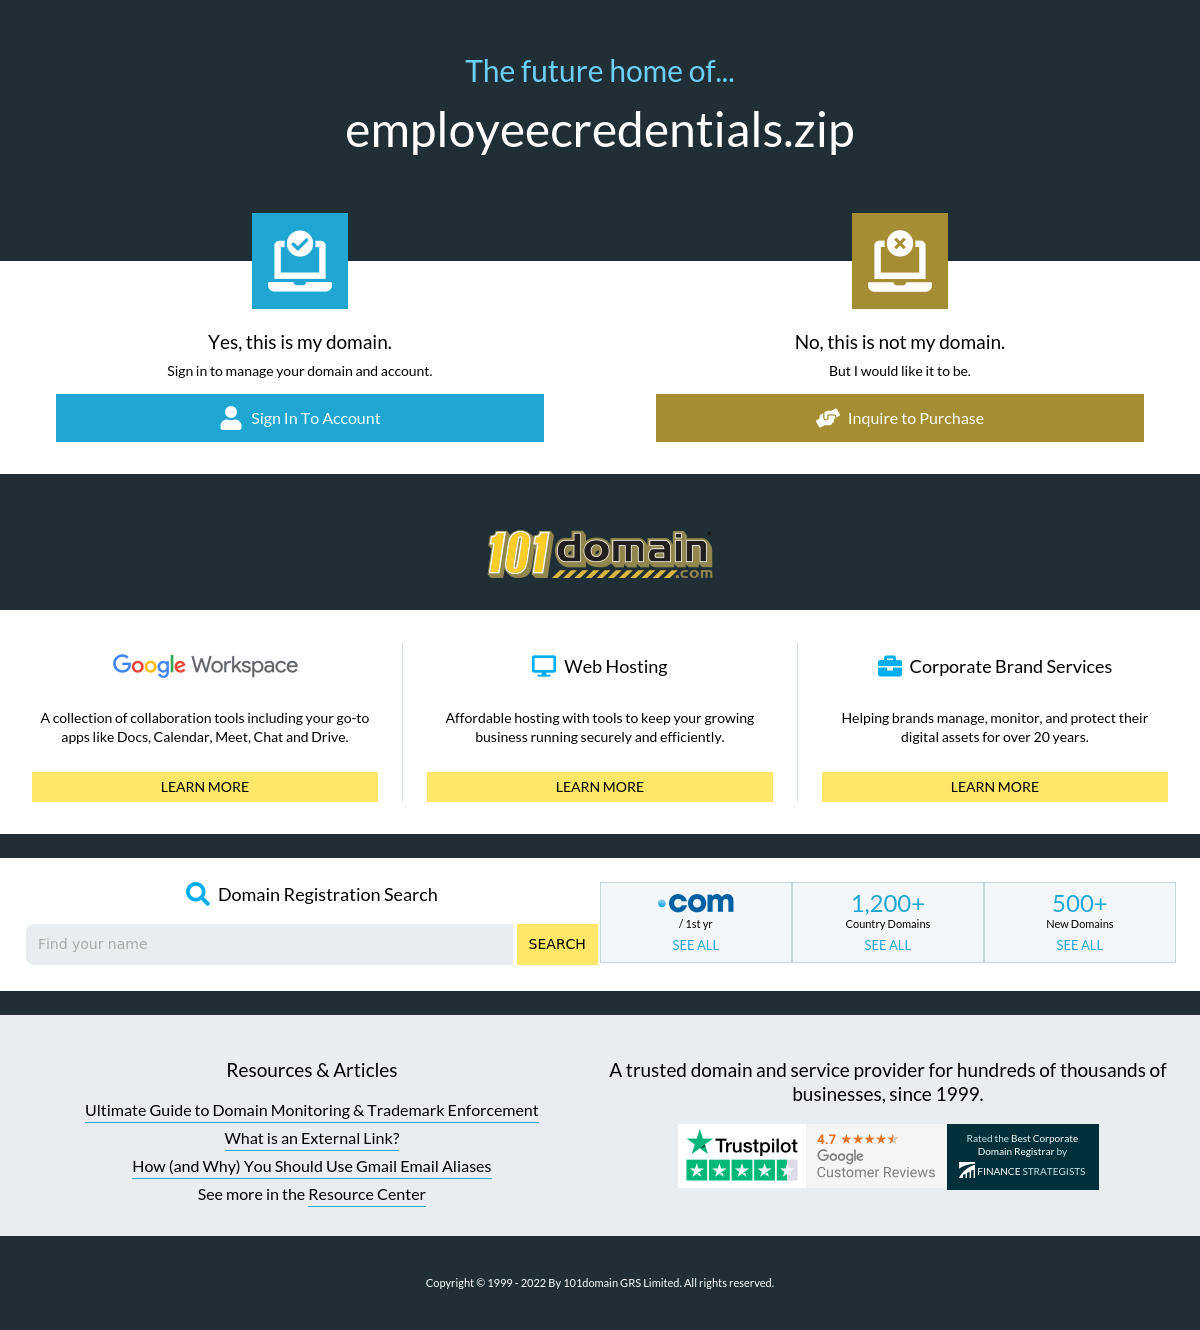 The future home of...
employeecredentials.zip
Yes, this is my domain.
Sign in to manage your domain and account.
Sign In To Account
No, this is not my domain.
But I would like it to be.
Inquire to Purchase
101domain
.com
Google Workspace
A collection of collaboration tools including your go-to
apps like Docs, Calendar, Meet, Chat and Drive.
LEARN MORE
Web Hosting
Affordable hosting with tools to keep your growing
business running securely and efficiently.
LEARN MORE
Corporate Brand Services
Helping brands manage, monitor, and protect their
digital assets for over 20 years.
LEARN MORE
Domain Registration Search
Find your name
SEARCH
.com
/ 1st yr
SEE ALL
1,200+
Country Domains
SEE ALL
500+
New Domains
SEE ALL
Resources & Articles
Ultimate Guide to Domain Monitoring & Trademark Enforcement
What is an External Link?
How (and Why) You Should Use Gmail Email Aliases
See more in the Resource Center
A trusted domain and service provider for hundreds of thousands of
businesses, since 1999.
Trustpilot
4.7
Google
Customer Reviews
Rated the Best Corporate
Domain Registrar by
FINANCE STRATEGISTS
Copyright © 1999 - 2022 By 101domain GRS Limited. All rights reserved.